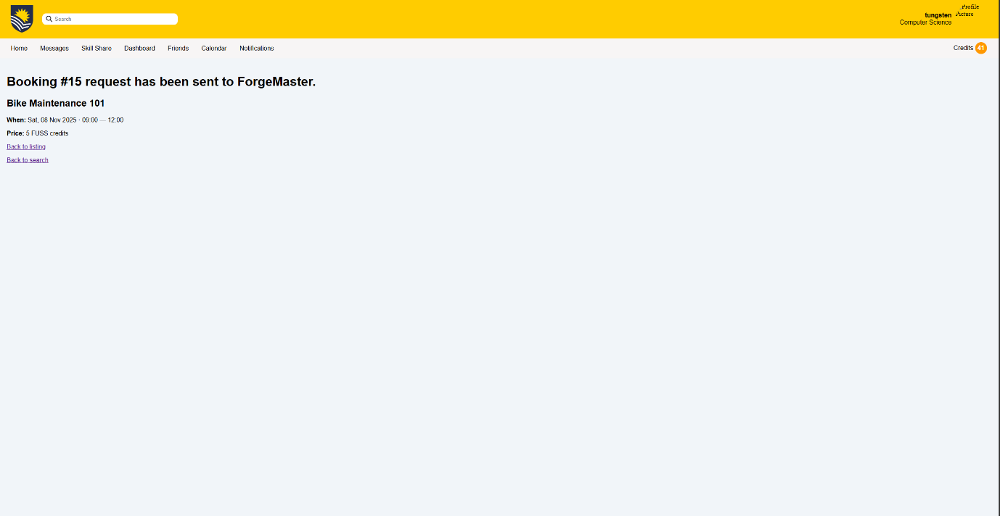 Search
tungsten
Computer Science
Profile
Picture
Home Messages Skill Share Dashboard Friends Calendar Notifications
Credits 41
Booking #15 request has been sent to ForgeMaster.
Bike Maintenance 101
When: Sat, 08 Nov 2025 · 09:00 — 12:00
Price: 5 FUSS credits
Back to listing
Back to search